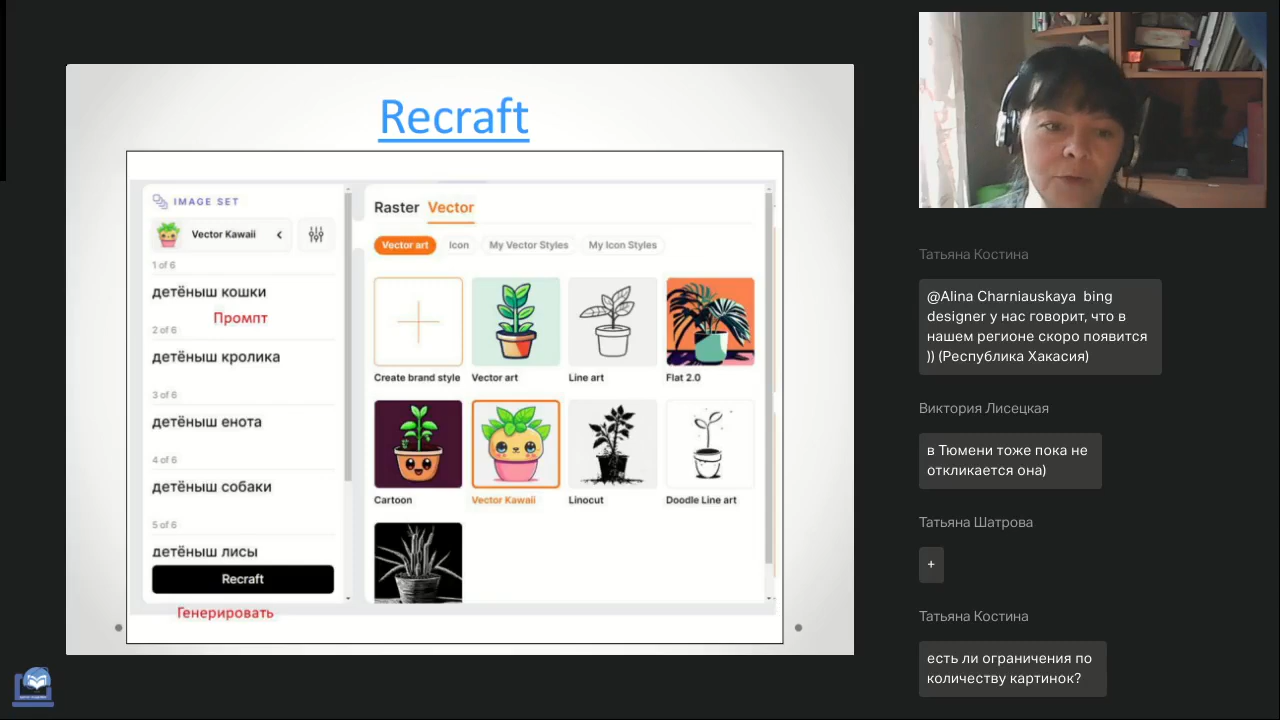 Recraft
IMAGE SET
Vector Kawaii
1 of 6
детёныш кошки
Промпт
2 of 6
детёныш кролика
3 of 6
детёныш енота
4 of 6
детёныш собаки
5 of 6
детёныш лисы
Recraft
Генерировать
Raster Vector
Vector art Icon My Vector Styles My Icon Styles
Create brand style Vector art Line art Flat 2.0
Cartoon Vector Kawaii Linocut Doodle Line art
Татьяна Костина
@Alina Charniauskaya bing
designer у нас говорит, что в
нашем регионе скоро появится
)) (Республика Хакасия)
Виктория Лисецкая
в Тюмени тоже пока не
откликается она)
Татьяна Шатрова
+
Татьяна Костина
есть ли ограничения по
количеству картинок?